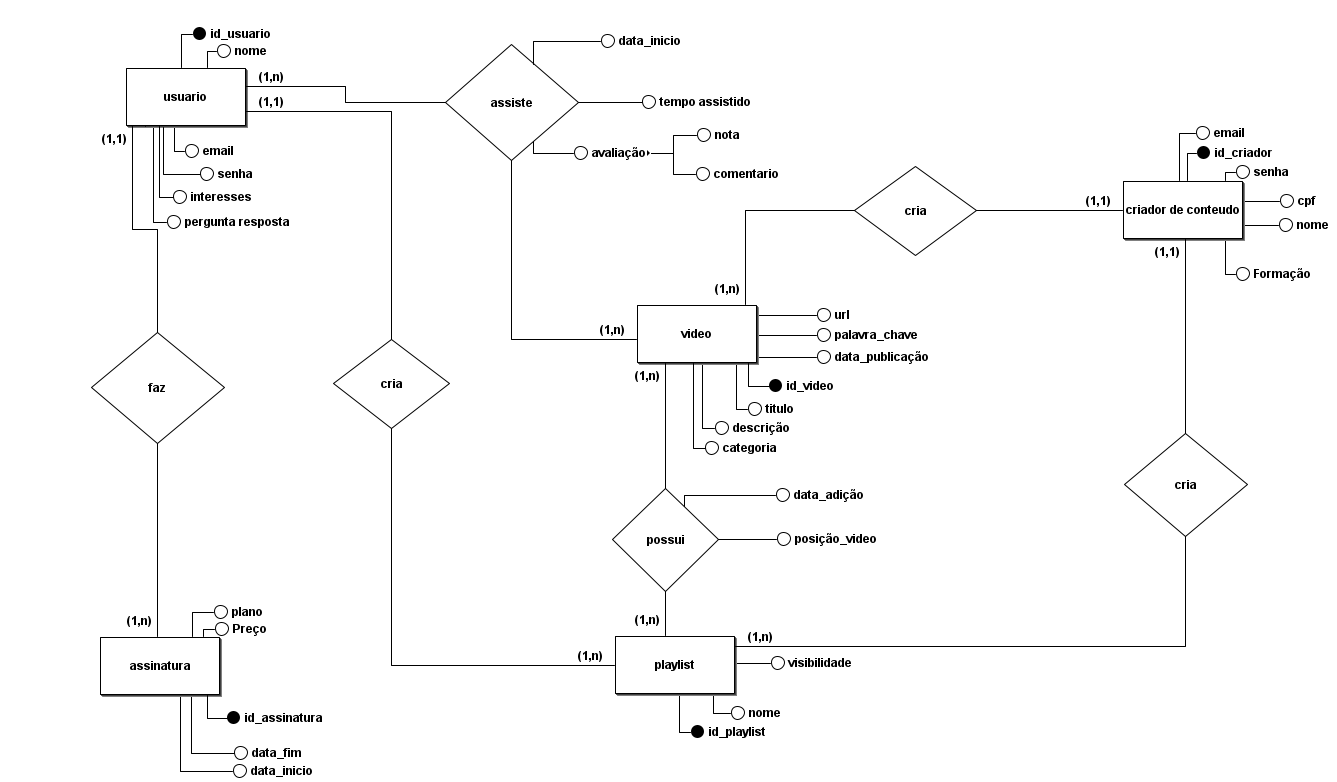 id_usuario
nome
usuario
(1,n)
(1,1)
(1,1)
email
senha
interesses
pergunta resposta
assiste
data_inicio
tempo assistido
avaliação
nota
comentario
cria
(1,1)
email
id_criador
senha
criador de conteudo
cpf
nome
(1,1)
Formação
(1,n)
(1,n)
video
url
palavra_chave
data_publicação
(1,n)
id_video
titulo
descrição
categoria
faz
cria
cria
data_adição
possui
posição_video
(1,n)
plano
Preço
assinatura
id_assinatura
data_fim
data_inicio
(1,n)
(1,n)
(1,n)
playlist
visibilidade
nome
id_playlist